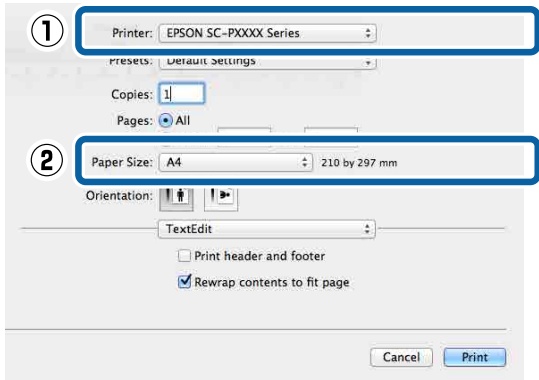 1
Printer: EPSON SC-PXXXX Series
Presets: Default Settings
Copies: 1
Pages: All
2
Paper Size: A4 210 by 297 mm
Orientation:
TextEdit
Print header and footer
Rewrap contents to fit page
Cancel Print